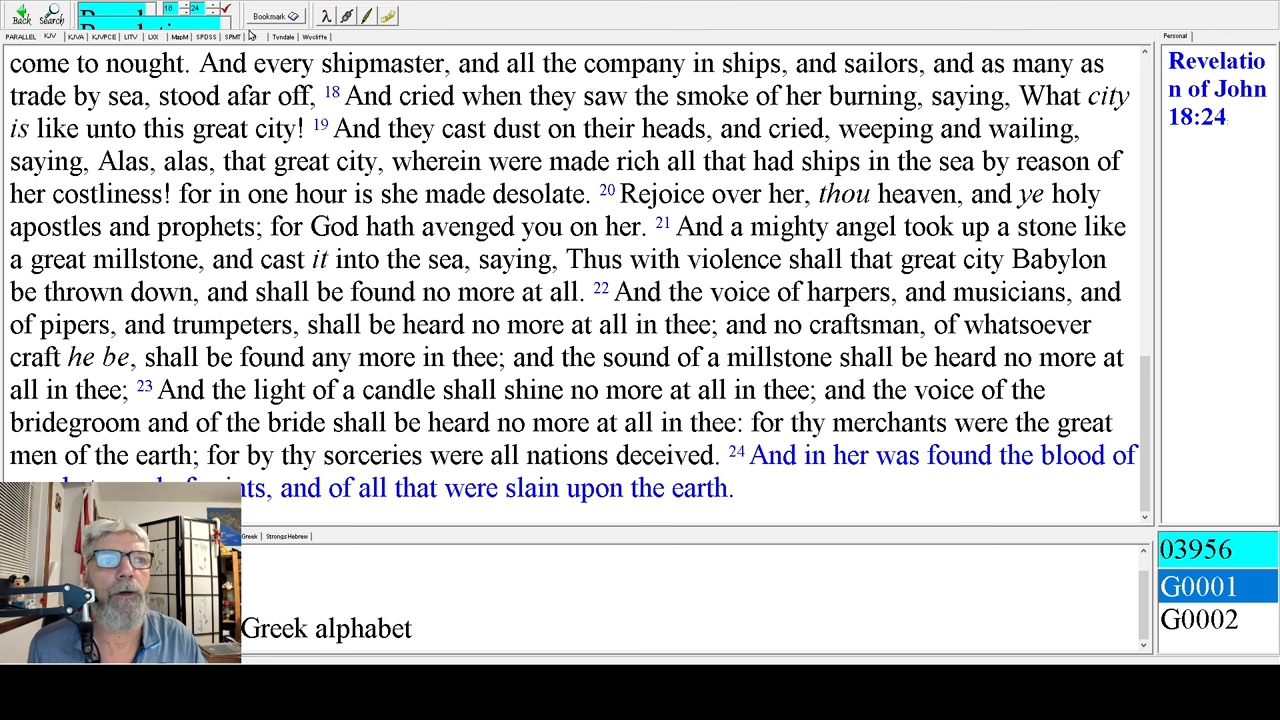 Back
Search
18 24
Bookmark
λ
PARALLEL KJV KJVA KJVPCE LITV LXX MapM SPDSS SPMT Tyndale Wycliffe
Personal
come to nought. And every shipmaster, and all the company in ships, and sailors, and as many as
trade by sea, stood afar off, 18 And cried when they saw the smoke of her burning, saying, What city
is like unto this great city! 19 And they cast dust on their heads, and cried, weeping and wailing,
saying, Alas, alas, that great city, wherein were made rich all that had ships in the sea by reason of
her costliness! for in one hour is she made desolate. 20 Rejoice over her, thou heaven, and ye holy
apostles and prophets; for God hath avenged you on her. 21 And a mighty angel took up a stone like
a great millstone, and cast it into the sea, saying, Thus with violence shall that great city Babylon
be thrown down, and shall be found no more at all. 22 And the voice of harpers, and musicians, and
of pipers, and trumpeters, shall be heard no more at all in thee; and no craftsman, of whatsoever
craft he be, shall be found any more in thee; and the sound of a millstone shall be heard no more at
all in thee; 23 And the light of a candle shall shine no more at all in thee; and the voice of the
bridegroom and of the bride shall be heard no more at all in thee: for thy merchants were the great
men of the earth; for by thy sorceries were all nations deceived. 24 And in her was found the blood of
and of all that were slain upon the earth.
Revelatio
n of John
18:24
Greek Strongs Hebrew
Greek alphabet
03956
G0001
G0002